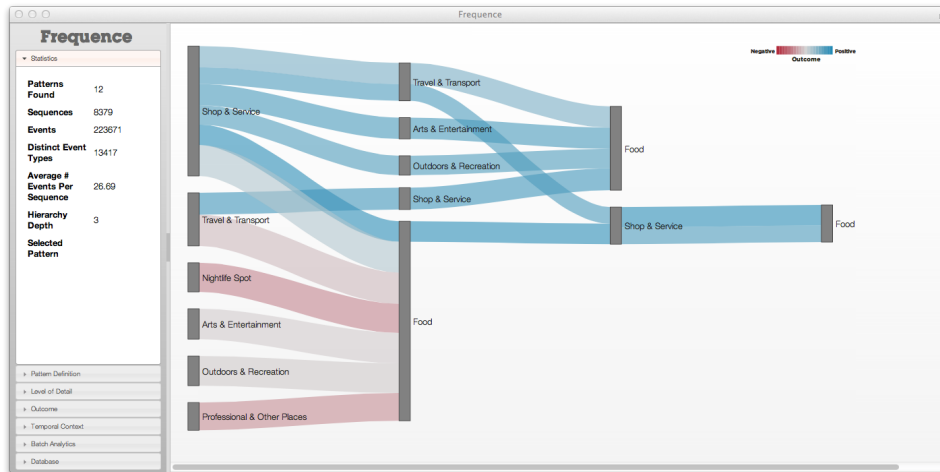 Frequence
Frequence
Statistics
Patterns
Found
12
Sequences
8379
Events
223671
Distinct Event
Types
13417
Average #
Events Per
Sequence
26.69
Hierarchy
Depth
3
Selected
Pattern
Pattern Definition
Level of Detail
Outcome
Temporal Context
Batch Analytics
Database
Negative
Positive
Outcome
Shop & Service
Travel & Transport
Nightlife Spot
Arts & Entertainment
Outdoors & Recreation
Professional & Other Places
Travel & Transport
Arts & Entertainment
Outdoors & Recreation
Shop & Service
Food
Food
Shop & Service
Food